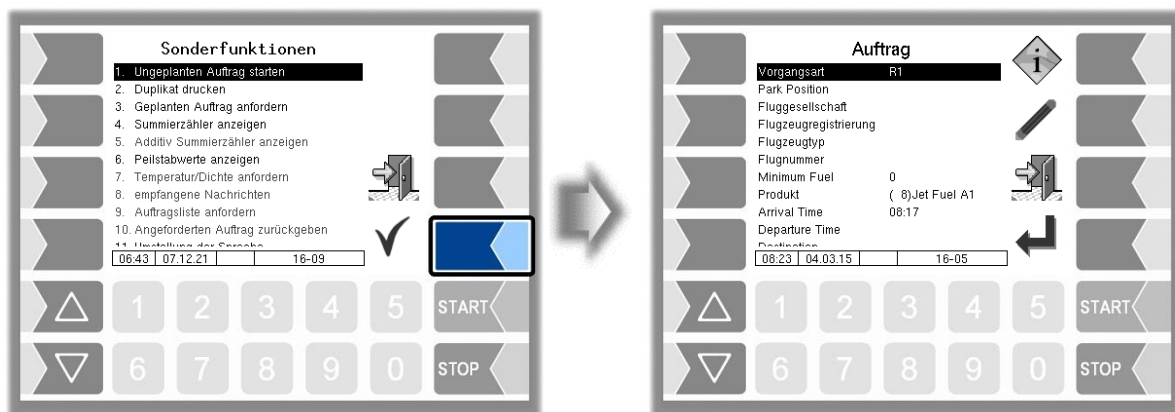 Sonderfunktionen
1. Ungeplanten Auftrag starten
2. Duplikat drucken
3. Geplanten Auftrag anfordern
4. Summierzähler anzeigen
5. Additiv Summierzähler anzeigen
6. Peilstabwerte anzeigen
7. Temperatur/Dichte anfordern
8. empfangene Nachrichten
9. Auftragsliste anfordern
10. Angeforderten Auftrag zurückgeben
11. Umstellung der Sprache
06:43 07.12.21 16-09
1 2 3 4 5 START
6 7 8 9 0 STOP
Auftrag
i
Vorgangsart R1
Park Position
Fluggesellschaft
Flugzeugregistrierung
Flugzeugtyp
Flugnummer
Minimum Fuel 0
Produkt ( 8)Jet Fuel A1
Arrival Time 08:17
Departure Time
Destination
08:23 04.03.15 16-05
1 2 3 4 5 START
6 7 8 9 0 STOP